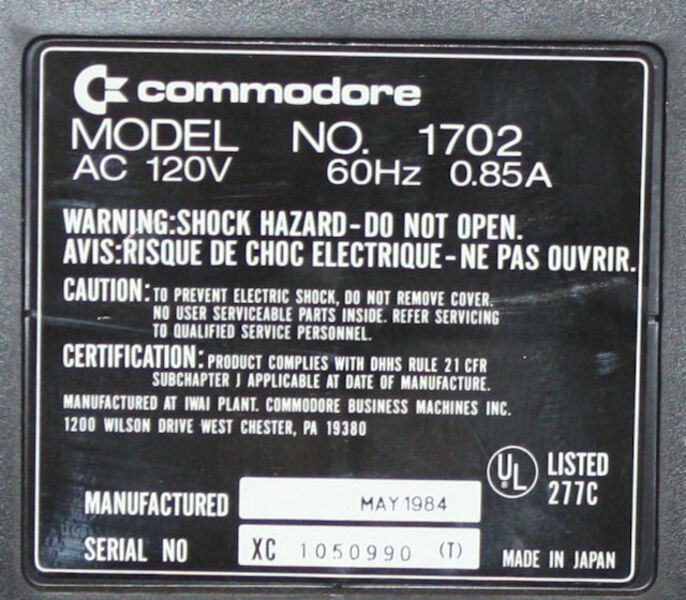 commodore
MODEL NO. 1702
AC 120V 60Hz 0.85A
WARNING:SHOCK HAZARD-DO NOT OPEN.
AVIS:RISQUE DE CHOC ELECTRIQUE-NE PAS OUVRIR.
CAUTION: TO PREVENT ELECTRIC SHOCK, DO NOT REMOVE COVER.
NO USER SERVICEABLE PARTS INSIDE. REFER SERVICING
TO QUALIFIED SERVICE PERSONNEL.
CERTIFICATION: PRODUCT COMPLIES WITH DHHS RULE 21 CFR
SUBCHAPTER J APPLICABLE AT DATE OF MANUFACTURE.
MANUFACTURED AT IWAI PLANT. COMMODORE BUSINESS MACHINES INC.
1200 WILSON DRIVE WEST CHESTER, PA 19380
UL LISTED
277C
MANUFACTURED MAY 1984
SERIAL NO XC 1050990 (T)
MADE IN JAPAN